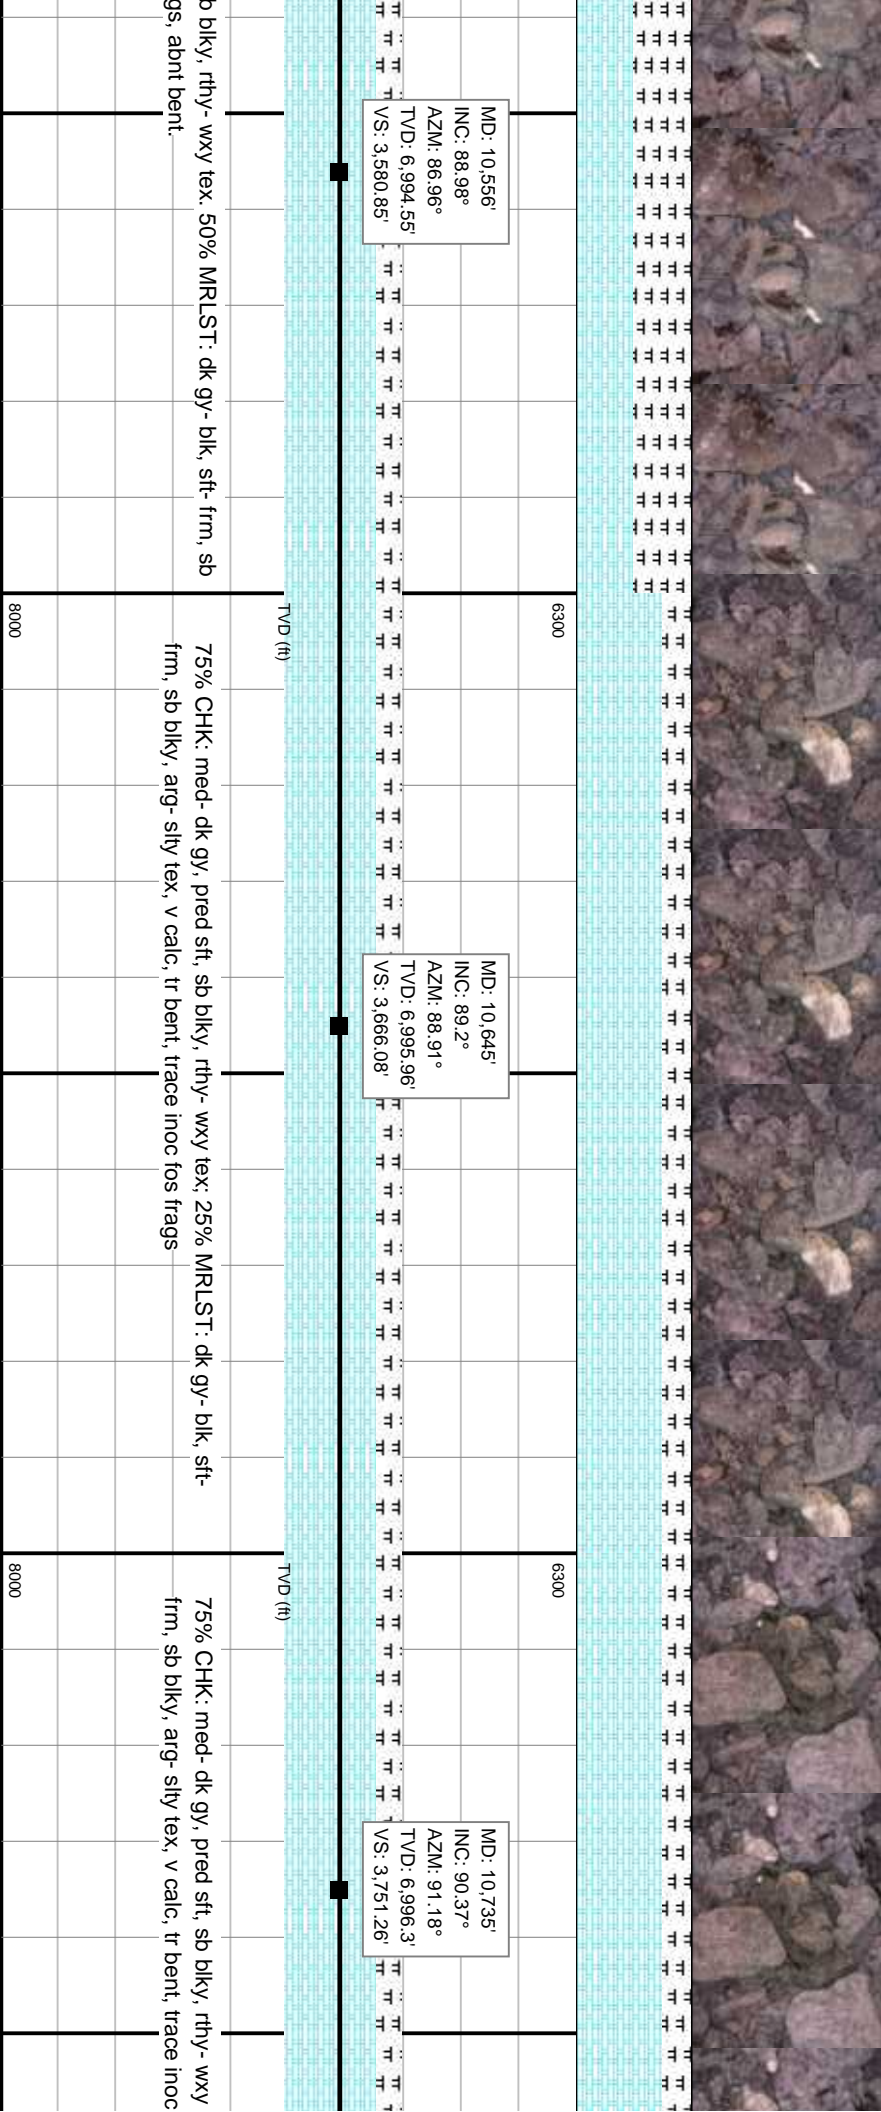 b blky, rthy- wxy tex. 50% MRLST: dk gy- blk, sft- frm, sb
gs, abnt bent.
MD: 10,556'
INC: 88.98°
AZM: 86.96°
TVD: 6,994.55'
VS: 3,580.85'
6300
TVD (ft)
8000
75% CHK: med- dk gy, pred sft, sb blky, rthy- wxy tex; 25% MRLST: dk gy- blk, sft-
frm, sb blky, arg- slty tex, v calc, tr bent, trace inoc fos frags
MD: 10,645'
INC: 89.2°
AZM: 88.91°
TVD: 6,995.96'
VS: 3,666.08'
6300
TVD (ft)
8000
75% CHK: med- dk gy, pred sft, sb blky, rthy- wxy
frm, sb blky, arg- slty tex, v calc, tr bent, trace inoc
MD: 10,735'
INC: 90.37°
AZM: 91.18°
TVD: 6,996.3'
VS: 3,751.26'